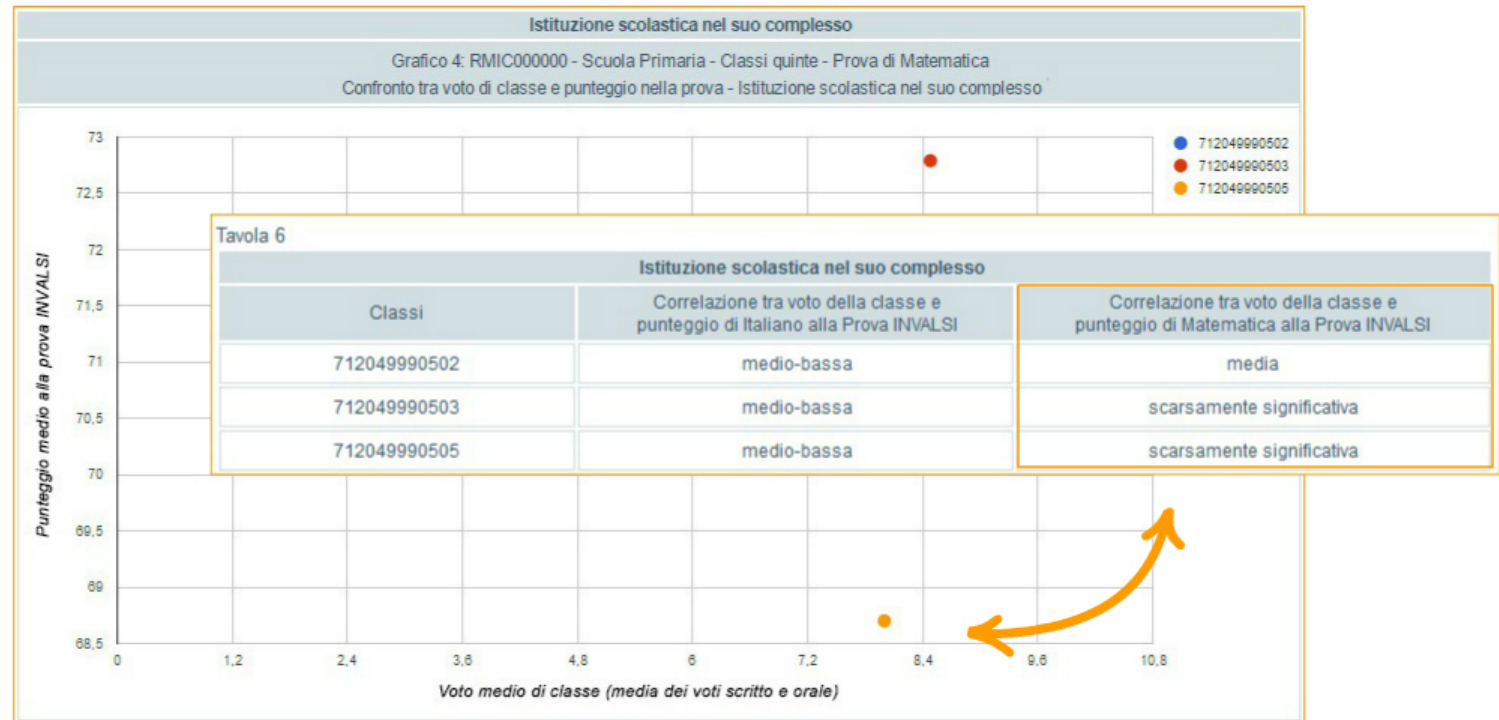 Istituzione scolastica nel suo complesso
Grafico 4: RMIC000000 - Scuola Primaria - Classi quinte - Prova di Matematica
Confronto tra voto di classe e punteggio nella prova - Istituzione scolastica nel suo complesso
73
72,5
72
71,5
71
70,5
70
69,5
69
68,5
Punteggio medio alla prova INVALSI
712049990502
712049990503
712049990505
Tavola 6
Istituzione scolastica nel suo complesso
Classi
Correlazione tra voto della classe e
punteggio di Italiano alla Prova INVALSI
Correlazione tra voto della classe e
punteggio di Matematica alla Prova INVALSI
712049990502 medio-bassa media
712049990503 medio-bassa scarsamente significativa
712049990505 medio-bassa scarsamente significativa
0 1,2 2,4 3,6 4,8 6 7,2 8,4 9,6 10,8
Voto medio di classe (media dei voti scritto e orale)